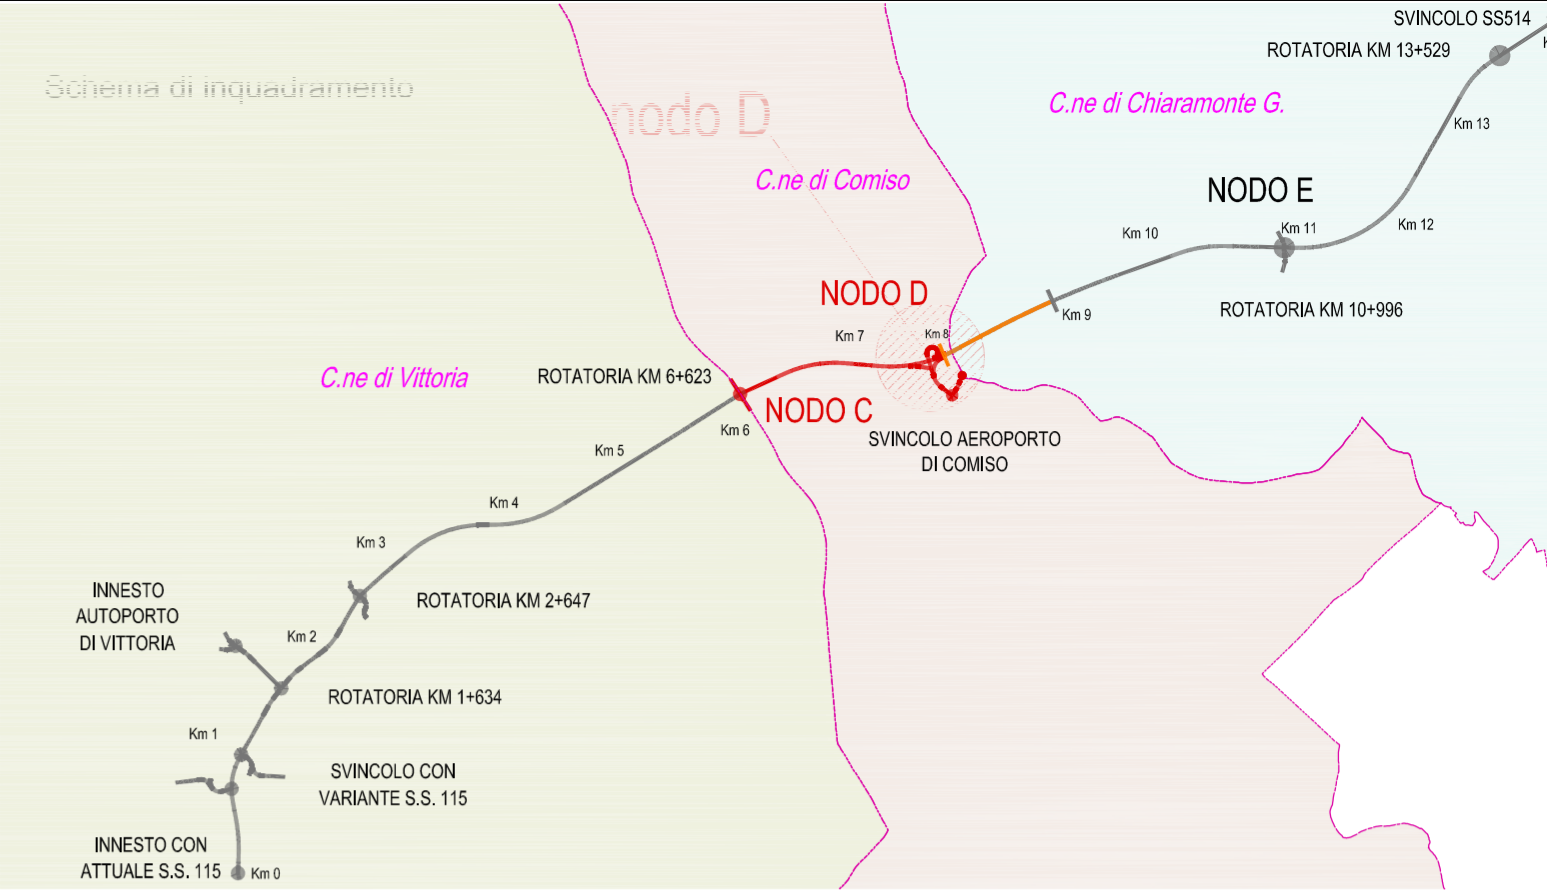 SVINCOLO SS514
ROTATORIA KM 13+529
Schema di inquadramento
nodo D
C.ne di Chiaramonte G.
Km 13
C.ne di Comiso
NODO E
Km 12
Km 11
Km 10
NODO D
ROTATORIA KM 10+996
Km 9
Km 8
Km 7
C.ne di Vittoria
ROTATORIA KM 6+623
NODO C
Km 6
SVINCOLO AEROPORTO
DI COMISO
Km 5
Km 4
Km 3
INNESTO
AUTOPORTO
DI VITTORIA
ROTATORIA KM 2+647
Km 2
ROTATORIA KM 1+634
Km 1
SVINCOLO CON
VARIANTE S.S. 115
INNESTO CON
ATTUALE S.S. 115
Km 0